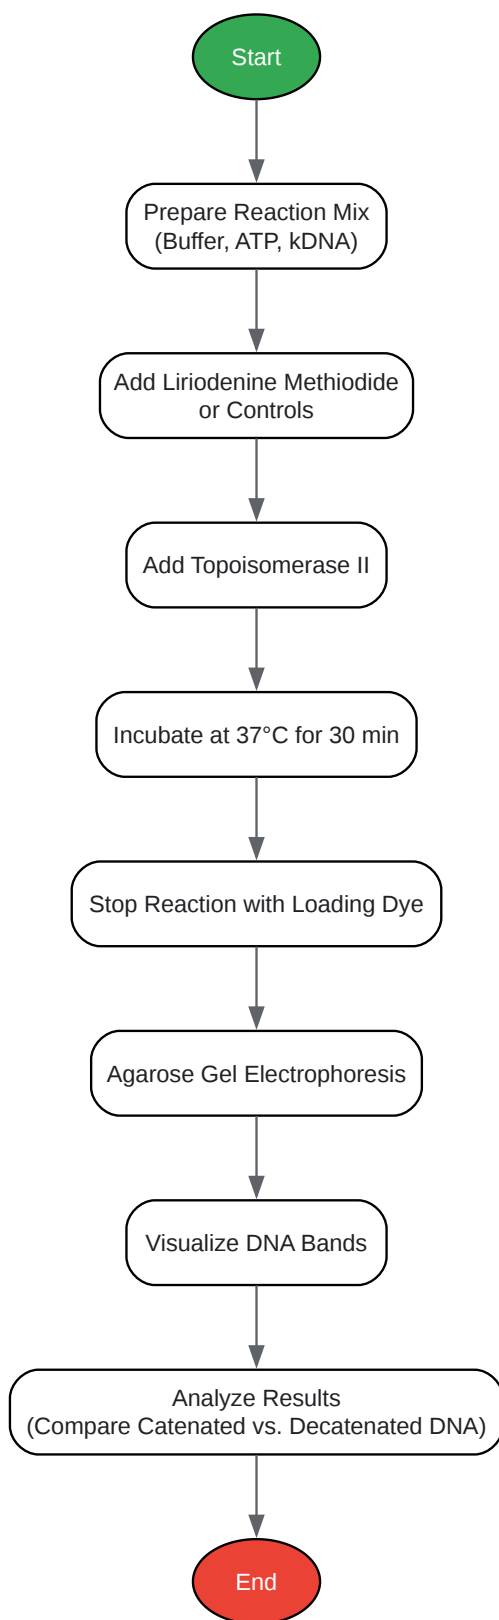 Start
Prepare Reaction Mix
(Buffer, ATP, kDNA)
Add Liriodenine Methiodide
or Controls
Add Topoisomerase II
Incubate at 37°C for 30 min
Stop Reaction with Loading Dye
Agarose Gel Electrophoresis
Visualize DNA Bands
Analyze Results
(Compare Catenated vs. Decatenated DNA)
End